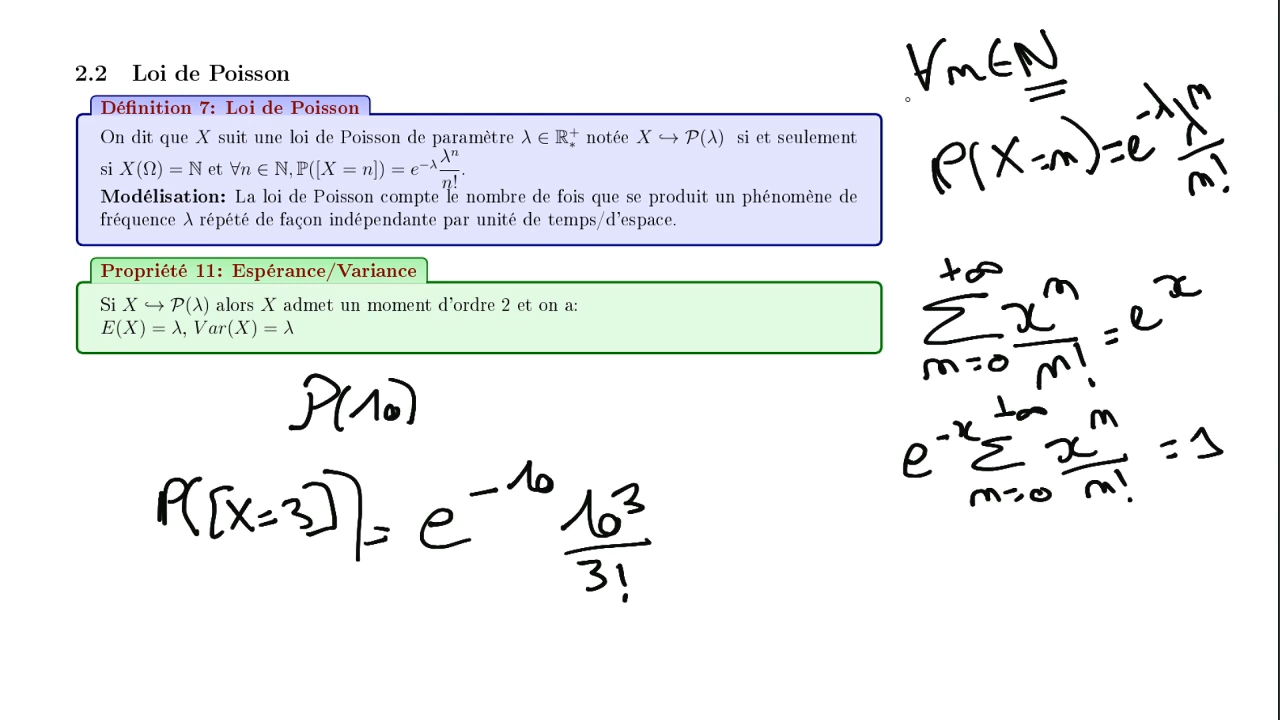 2.2 Loi de Poisson
Définition 7: Loi de Poisson
On dit que X suit une loi de Poisson de paramètre λ ∈ ℝ₊* notée X ↪ 𝒫(λ) si et seulement
si X(Ω) = ℕ et ∀n ∈ ℕ, ℙ([X = n]) = e^{-λ} λ^n/n!.
Modélisation: La loi de Poisson compte le nombre de fois que se produit un phénomène de
fréquence λ répété de façon indépendante par unité de temps/d'espace.
Propriété 11: Espérance/Variance
Si X ↪ 𝒫(λ) alors X admet un moment d'ordre 2 et on a:
E(X) = λ, Var(X) = λ
𝒫(10)
P([X=3]) = e^{-10} 10^3/3!
∀n∈ℕ
P(X=n) = e^{-λ} λ^n/n!
∑_{n=0}^{+∞} x^n/n! = e^x
e^{-x} ∑_{n=0}^{+∞} x^n/n! = 1